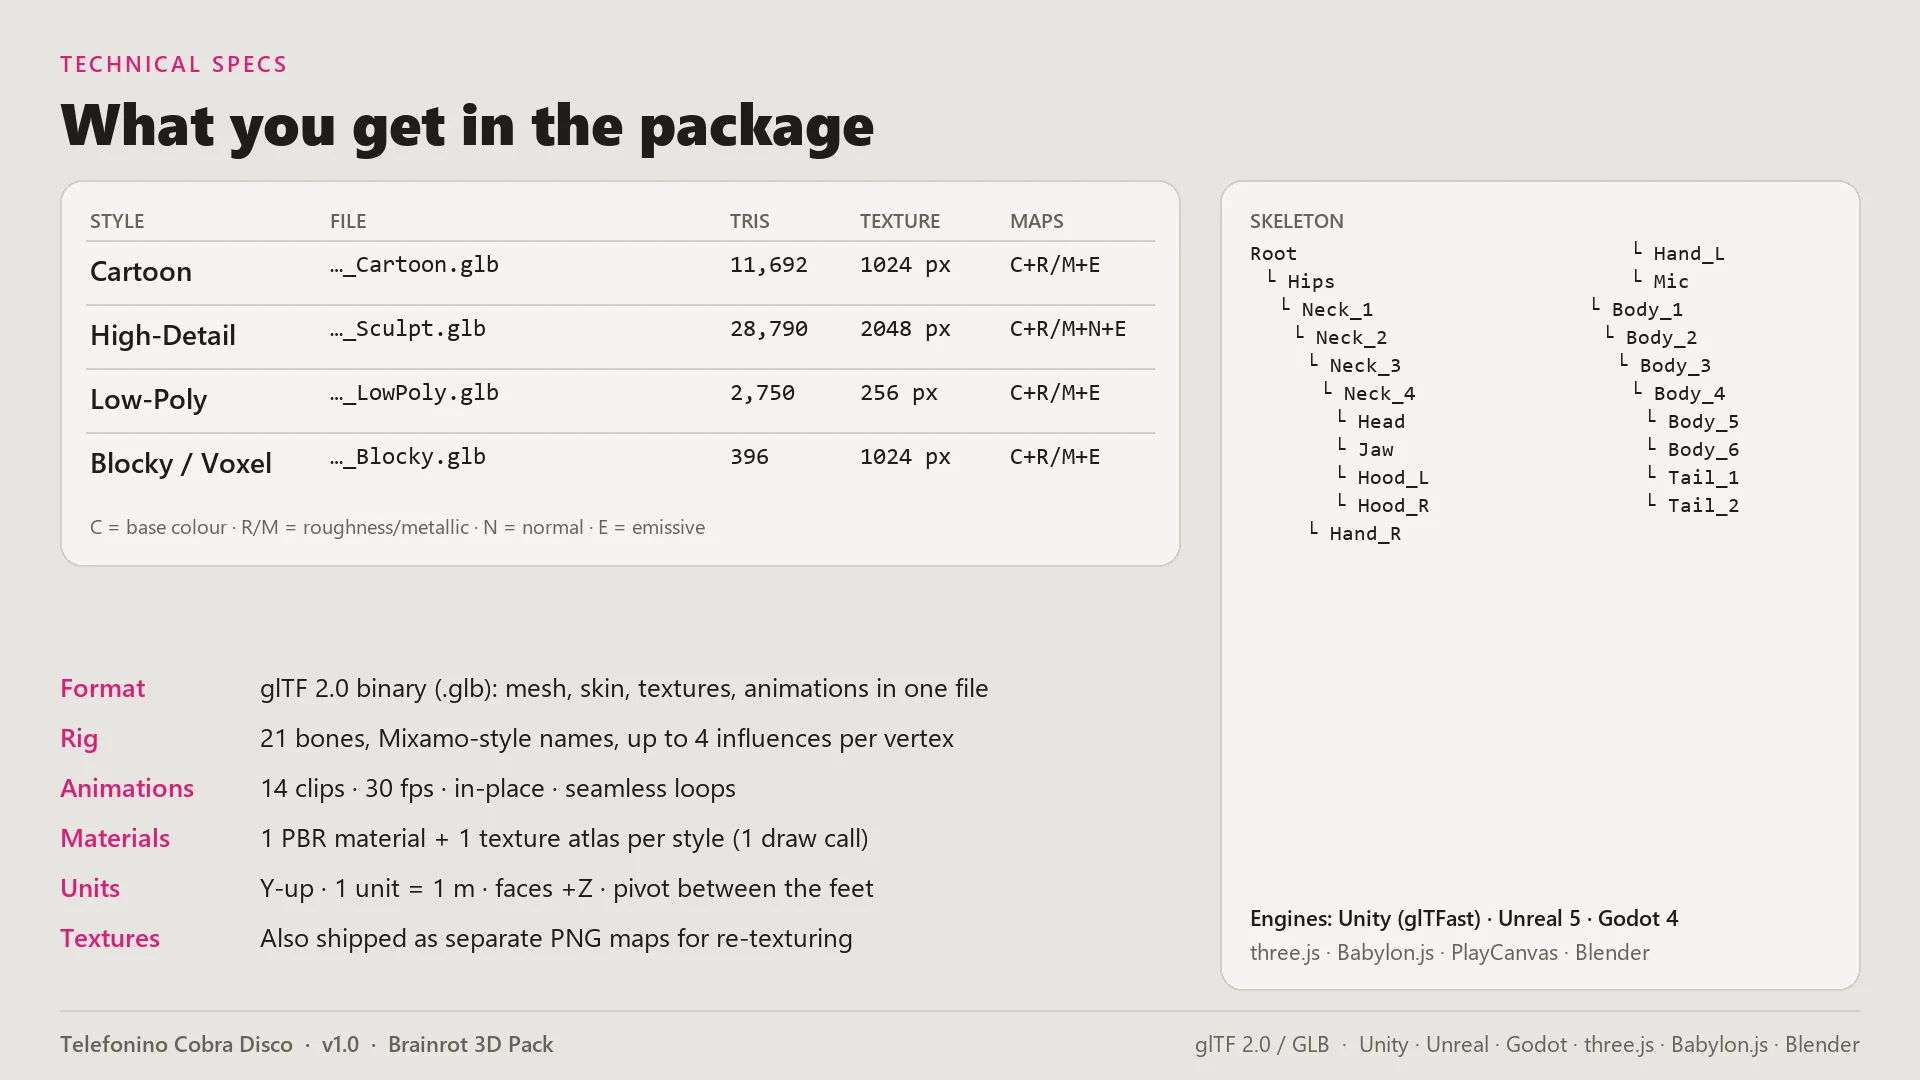 TECHNICAL SPECS
What you get in the package
STYLE FILE TRIS TEXTURE MAPS
Cartoon …_Cartoon.glb 11,692 1024 px C+R/M+E
High-Detail …_Sculpt.glb 28,790 2048 px C+R/M+N+E
Low-Poly …_LowPoly.glb 2,750 256 px C+R/M+E
Blocky / Voxel …_Blocky.glb 396 1024 px C+R/M+E
C = base colour · R/M = roughness/metallic · N = normal · E = emissive
Format glTF 2.0 binary (.glb): mesh, skin, textures, animations in one file
Rig 21 bones, Mixamo-style names, up to 4 influences per vertex
Animations 14 clips · 30 fps · in-place · seamless loops
Materials 1 PBR material + 1 texture atlas per style (1 draw call)
Units Y-up · 1 unit = 1 m · faces +Z · pivot between the feet
Textures Also shipped as separate PNG maps for re-texturing
SKELETON
Root
└ Hips
└ Neck_1
└ Neck_2
└ Neck_3
└ Neck_4
└ Head
└ Jaw
└ Hood_L
└ Hood_R
└ Hand_R
└ Hand_L
└ Mic
└ Body_1
└ Body_2
└ Body_3
└ Body_4
└ Body_5
└ Body_6
└ Tail_1
└ Tail_2
Engines: Unity (glTFast) · Unreal 5 · Godot 4
three.js · Babylon.js · PlayCanvas · Blender
Telefonino Cobra Disco · v1.0 · Brainrot 3D Pack
glTF 2.0 / GLB · Unity · Unreal · Godot · three.js · Babylon.js · Blender